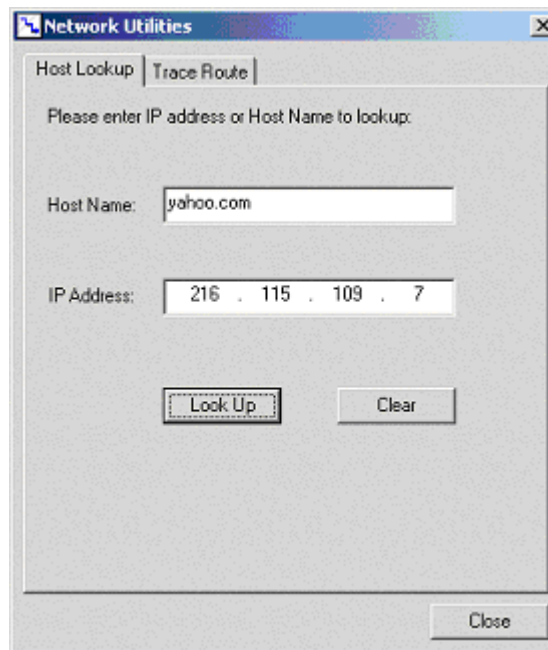 Network Utilities
Host Lookup Trace Route
Please enter IP address or Host Name to lookup:
Host Name: yahoo.com
IP Address: 216 . 115 . 109 . 7
Look Up Clear
Close